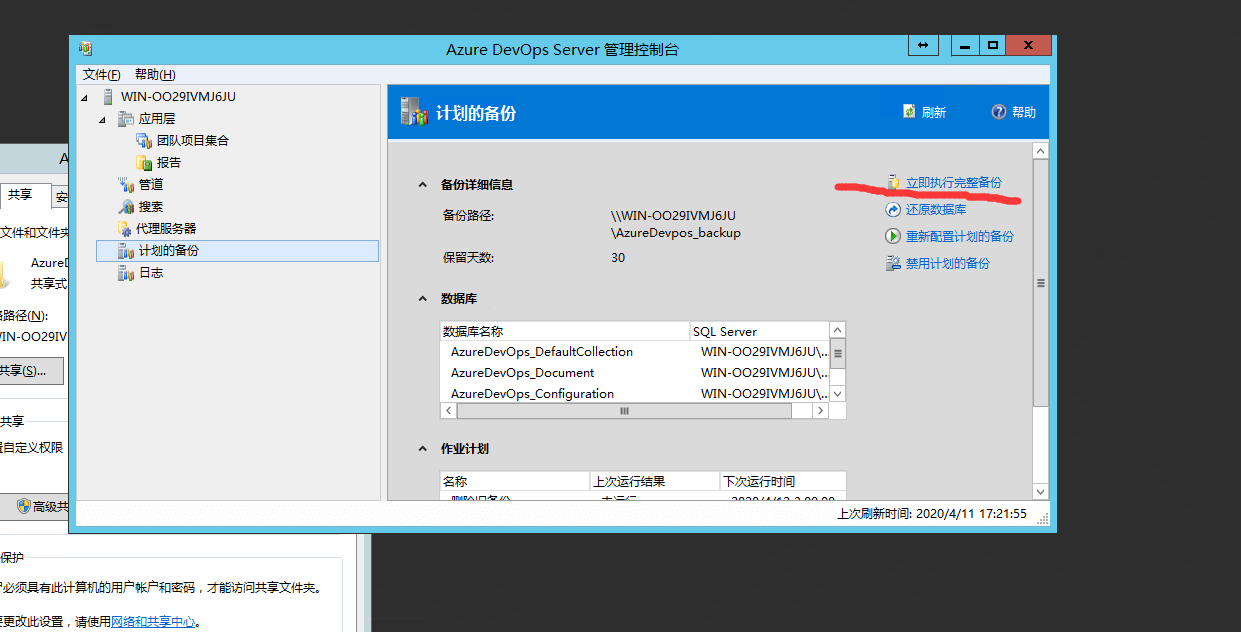 Azure DevOps Server 管理控制台
文件(F) 帮助(H)
WIN-OO29IVMJ6JU
应用层
团队项目集合
报告
管道
搜索
代理服务器
计划的备份
日志
计划的备份
刷新
帮助
备份详细信息
备份路径:
\\WIN-OO29IVMJ6JU
\AzureDevpos_backup
保留天数:
30
立即执行完整备份
还原数据库
重新配置计划的备份
禁用计划的备份
数据库
数据库名称 SQL Server
AzureDevOps_DefaultCollection WIN-OO29IVMJ6JU\...
AzureDevOps_Document WIN-OO29IVMJ6JU\...
AzureDevOps_Configuration WIN-OO29IVMJ6JU\...
作业计划
名称 上次运行结果 下次运行时间
上次刷新时间: 2020/4/11 17:21:55
共享
文件和文件夹
共享式
路径(N):
共享(S)...
共享
自定义权限
高级共
保护
必须具有此计算机的用户帐户和密码，才能访问共享文件夹。
更改此设置，请使用网络和共享中心。